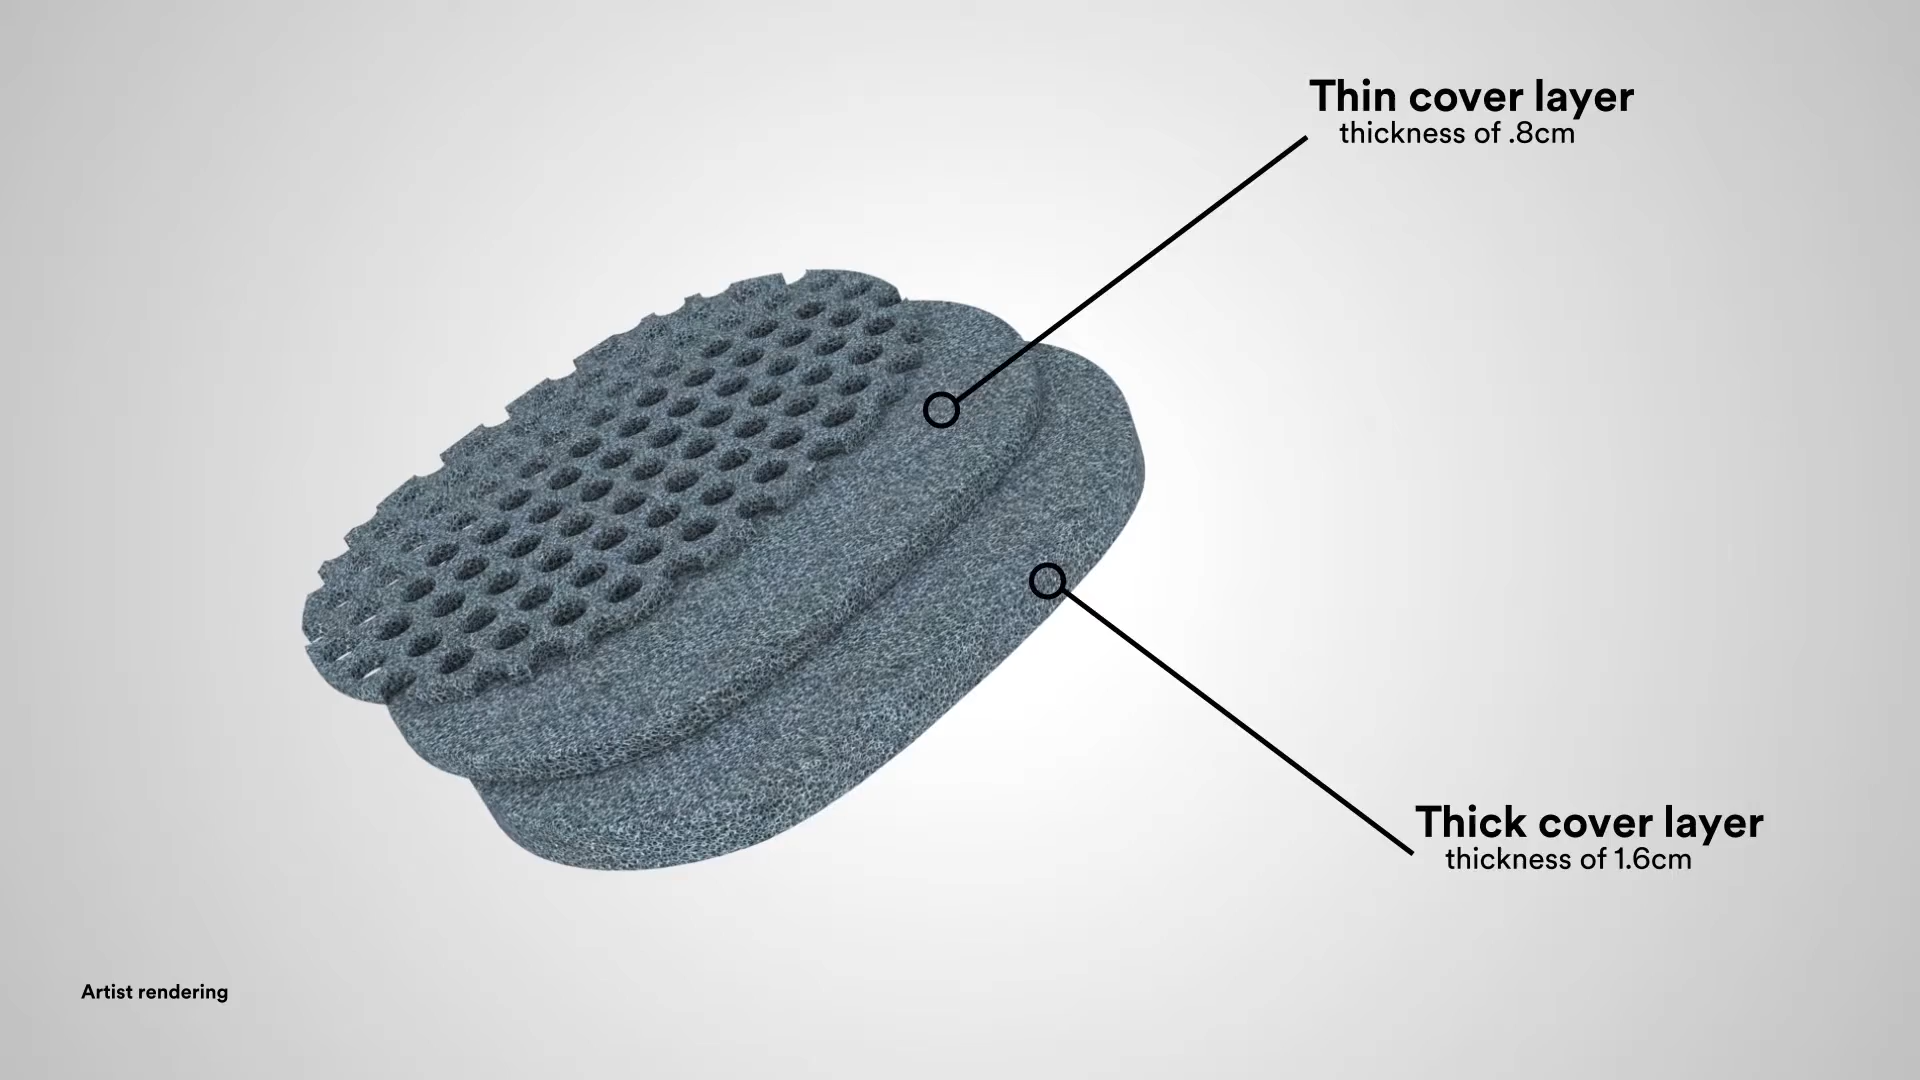 Thin cover layer
thickness of .8cm
Thick cover layer
thickness of 1.6cm
Artist rendering